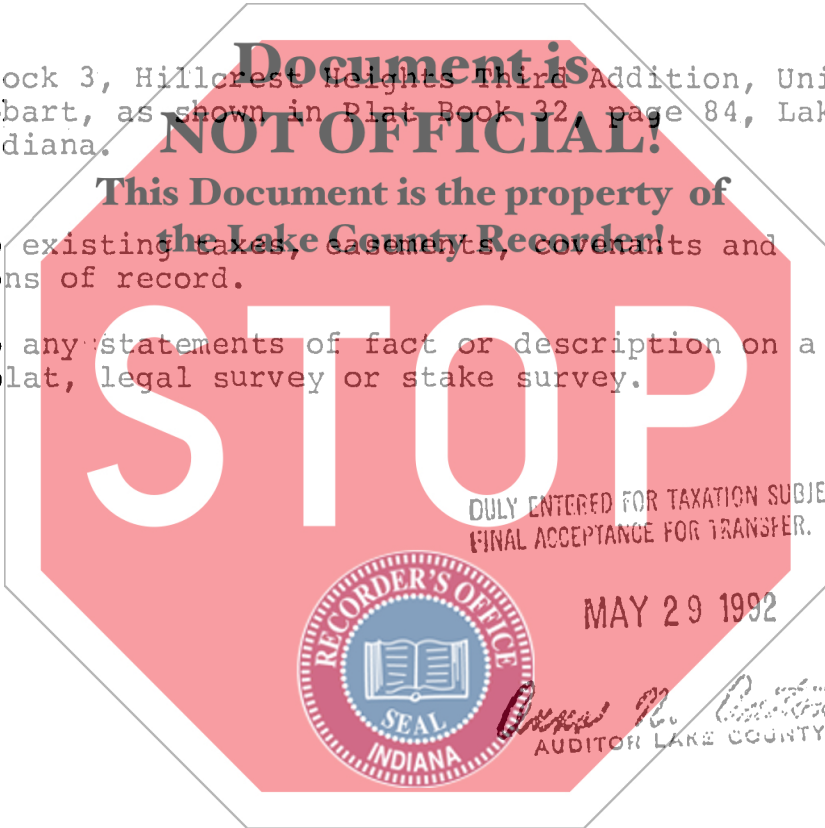 Document is
ock 3, Hillcrest Heights Third Addition, Uni
bart, as shown in Plat Book 32, page 84, Lak
NOT OFFICIAL!
diana.
This Document is the property of
the Lake County Recorder!
existing taxes, easements, covenants and
ns of record.
any statements of fact or description on a
lat, legal survey or stake survey.
STOP
DULY ENTERED FOR TAXATION SUBJE
FINAL ACCEPTANCE FOR TRANSFER.
MAY 29 1992
RECORDER'S OFFICE
SEAL
INDIANA
AUDITOR LAKE COUNTY